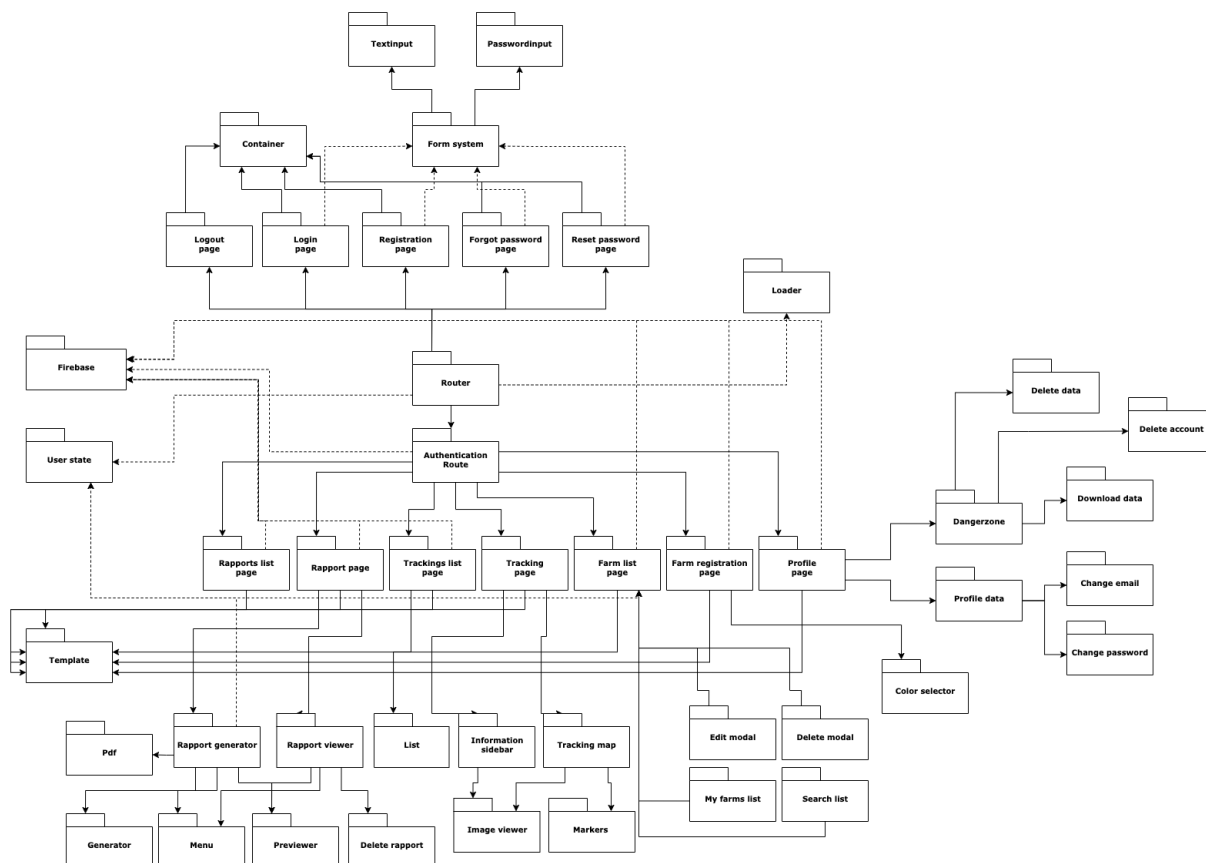 Textinput
Passwordinput
Container
Form system
Logout
page
Login
page
Registration
page
Forgot password
page
Reset password
page
Loader
Firebase
Router
Delete data
Delete account
User state
Authentication
Route
Download data
Dangerzone
Rapports list
page
Rapport page
Trackings list
page
Tracking
page
Farm list
page
Farm registration
page
Profile
page
Change email
Profile data
Change password
Template
Color selector
Pdf
Rapport generator
Rapport viewer
List
Information
sidebar
Tracking map
Edit modal
Delete modal
My farms list
Search list
Generator
Menu
Previewer
Delete rapport
Image viewer
Markers